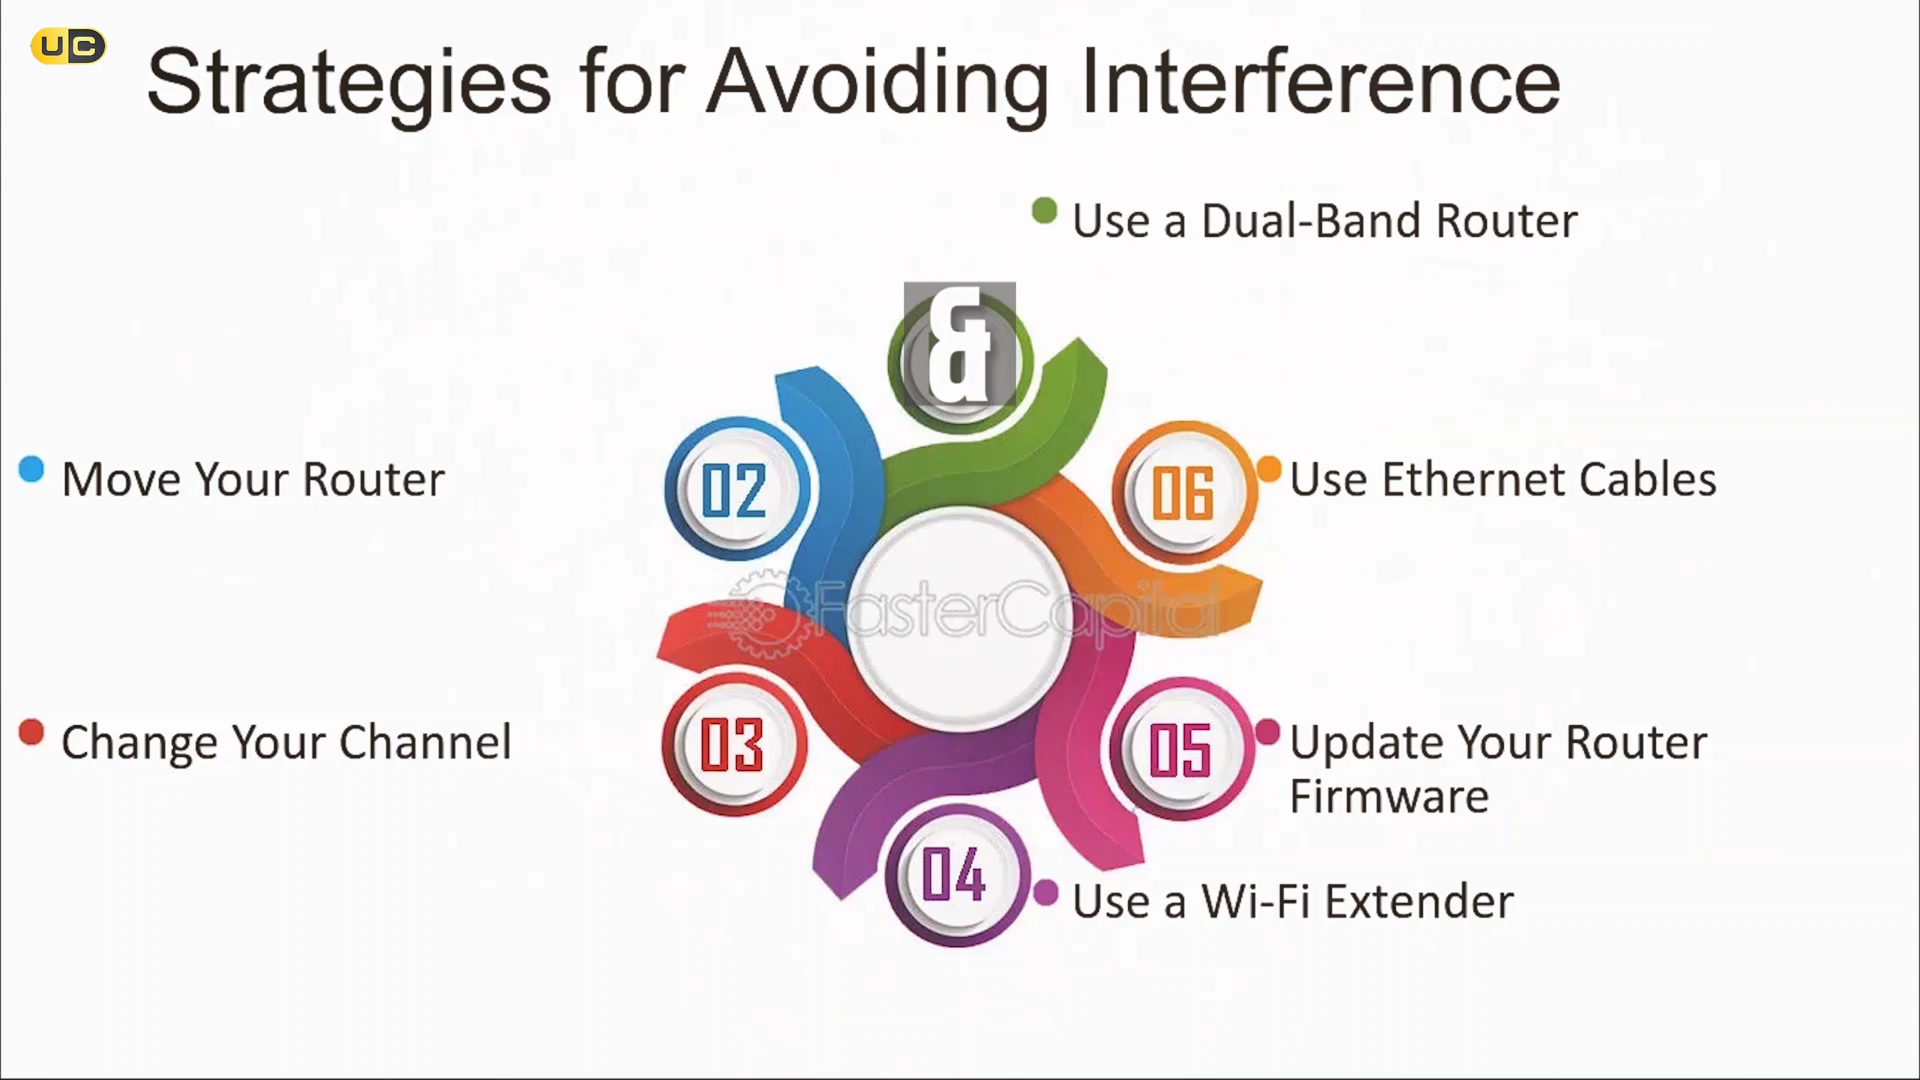 UC
Strategies for Avoiding Interference
Use a Dual-Band Router
&
Move Your Router
02
06
Use Ethernet Cables
FasterCapital
Change Your Channel
03
05
Update Your Router
Firmware
04
Use a Wi-Fi Extender